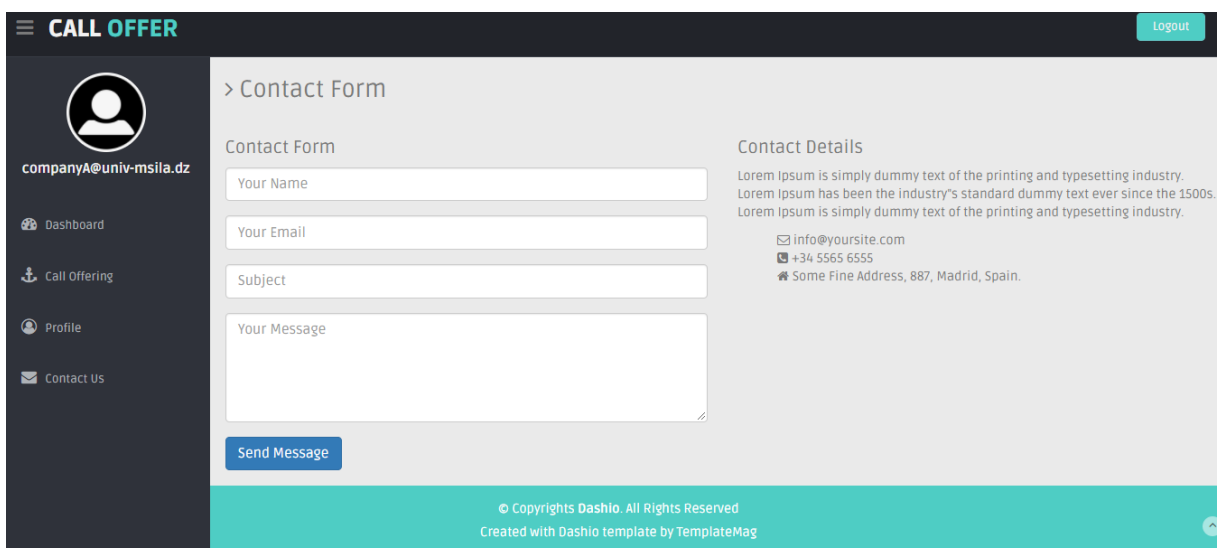 CALL OFFER
Logout
companyA@univ-msila.dz
Dashboard
Call Offering
Profile
Contact Us
> Contact Form
Contact Form
Your Name
Your Email
Subject
Your Message
Send Message
Contact Details
Lorem Ipsum is simply dummy text of the printing and typesetting industry.
Lorem Ipsum has been the industry"s standard dummy text ever since the 1500s.
Lorem Ipsum is simply dummy text of the printing and typesetting industry.
info@yoursite.com
+34 5565 6555
Some Fine Address, 887, Madrid, Spain.
© Copyrights Dashio. All Rights Reserved
Created with Dashio template by TemplateMag